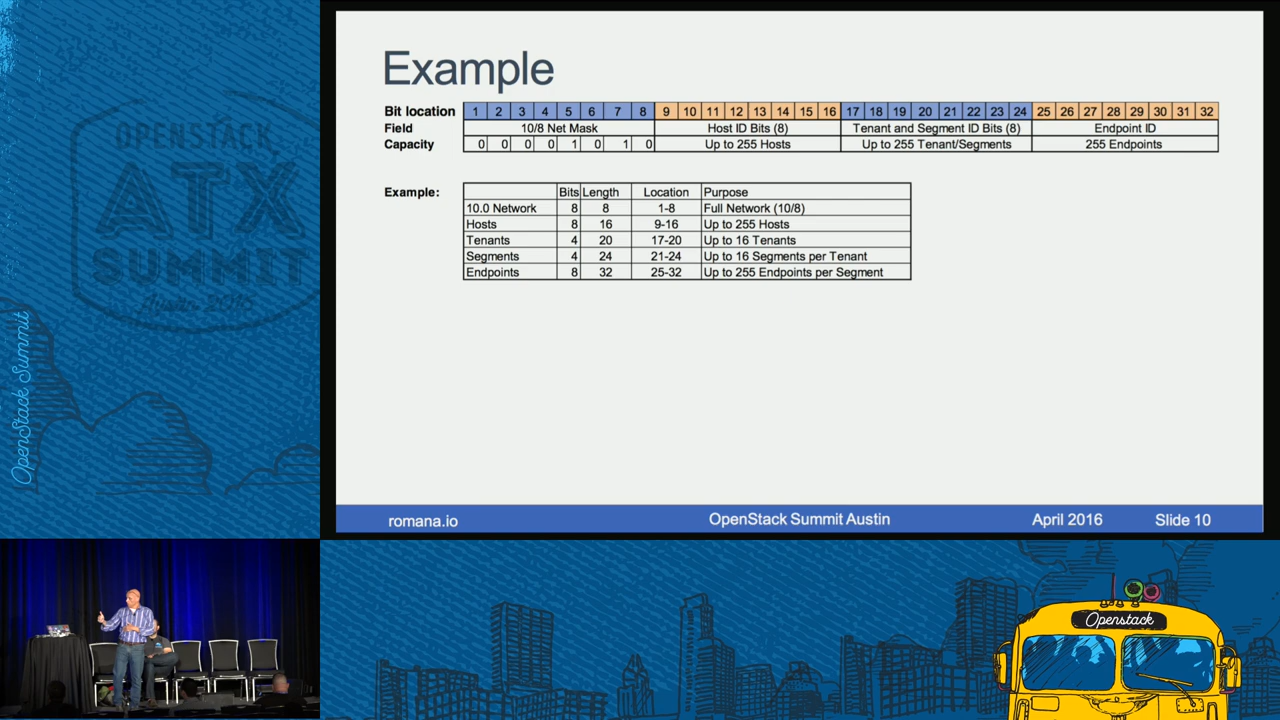 OPENSTACK
ATX
SUMMIT
Austin 2016
OpenStack Summit
Example
Bit location 1 2 3 4 5 6 7 8 9 10 11 12 13 14 15 16 17 18 19 20 21 22 23 24 25 26 27 28 29 30 31 32
Field 10/8 Net Mask Host ID Bits (8) Tenant and Segment ID Bits (8) Endpoint ID
Capacity 0 0 0 0 1 0 1 0 Up to 255 Hosts Up to 255 Tenant/Segments 255 Endpoints
Example: Bits Length Location Purpose
10.0 Network 8 8 1-8 Full Network (10/8)
Hosts 8 16 9-16 Up to 255 Hosts
Tenants 4 20 17-20 Up to 16 Tenants
Segments 4 24 21-24 Up to 16 Segments per Tenant
Endpoints 8 32 25-32 Up to 255 Endpoints per Segment
romana.io OpenStack Summit Austin April 2016 Slide 10
Openstack